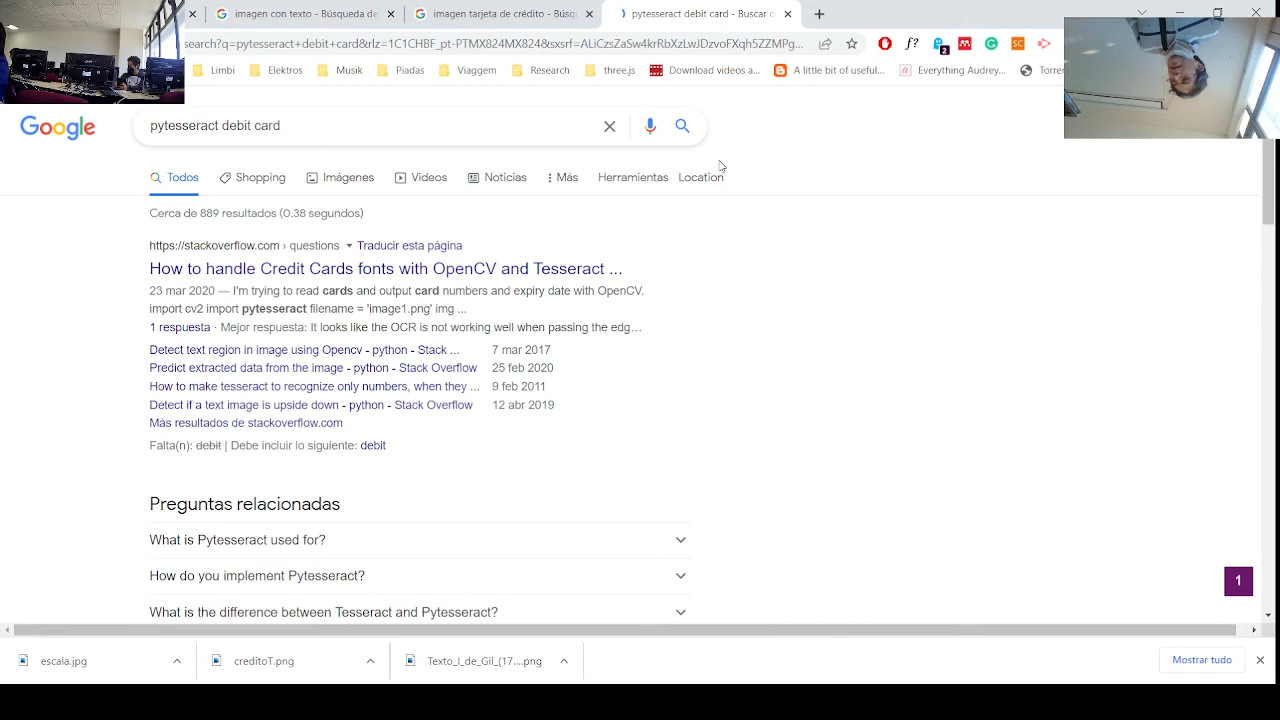 imagen con texto - Búsqueda de
imagen tarjeta de crédito - Búsqu
pytesseract debit card - Buscar c
search?q=pytesseract+debit+card&rlz=1C1CHBF_pt-PTMX824MX824&sxsrf=ALiCzsZaSw4krRbXzLwJDzvoFXqh5ZZMPg...
Limbi
Elektros
Musik
Piadas
Viaggem
Research
three.js
Download videos a...
A little bit of useful...
Everything Audrey...
Torren
Google
pytesseract debit card
Todos
Shopping
Imágenes
Videos
Noticias
Más
Herramientas
Location
Cerca de 889 resultados (0.38 segundos)
https://stackoverflow.com › questions Traducir esta página
How to handle Credit Cards fonts with OpenCV and Tesseract ...
23 mar 2020 — I'm trying to read cards and output card numbers and expiry date with OpenCV.
import cv2 import pytesseract filename = 'image1.png' img ...
1 respuesta · Mejor respuesta: It looks like the OCR is not working well when passing the edg...
Detect text region in image using Opencv - python - Stack ... 7 mar 2017
Predict extracted data from the image - python - Stack Overflow 25 feb 2020
How to make tesseract to recognize only numbers, when they ... 9 feb 2011
Detect if a text image is upside down - python - Stack Overflow 12 abr 2019
Más resultados de stackoverflow.com
Falta(n): debit | Debe incluir lo siguiente: debit
Preguntas relacionadas
What is Pytesseract used for?
How do you implement Pytesseract?
1
What is the difference between Tesseract and Pytesseract?
escala.jpg
creditoT.png
Texto_I_de_Gil_(17....png
Mostrar tudo